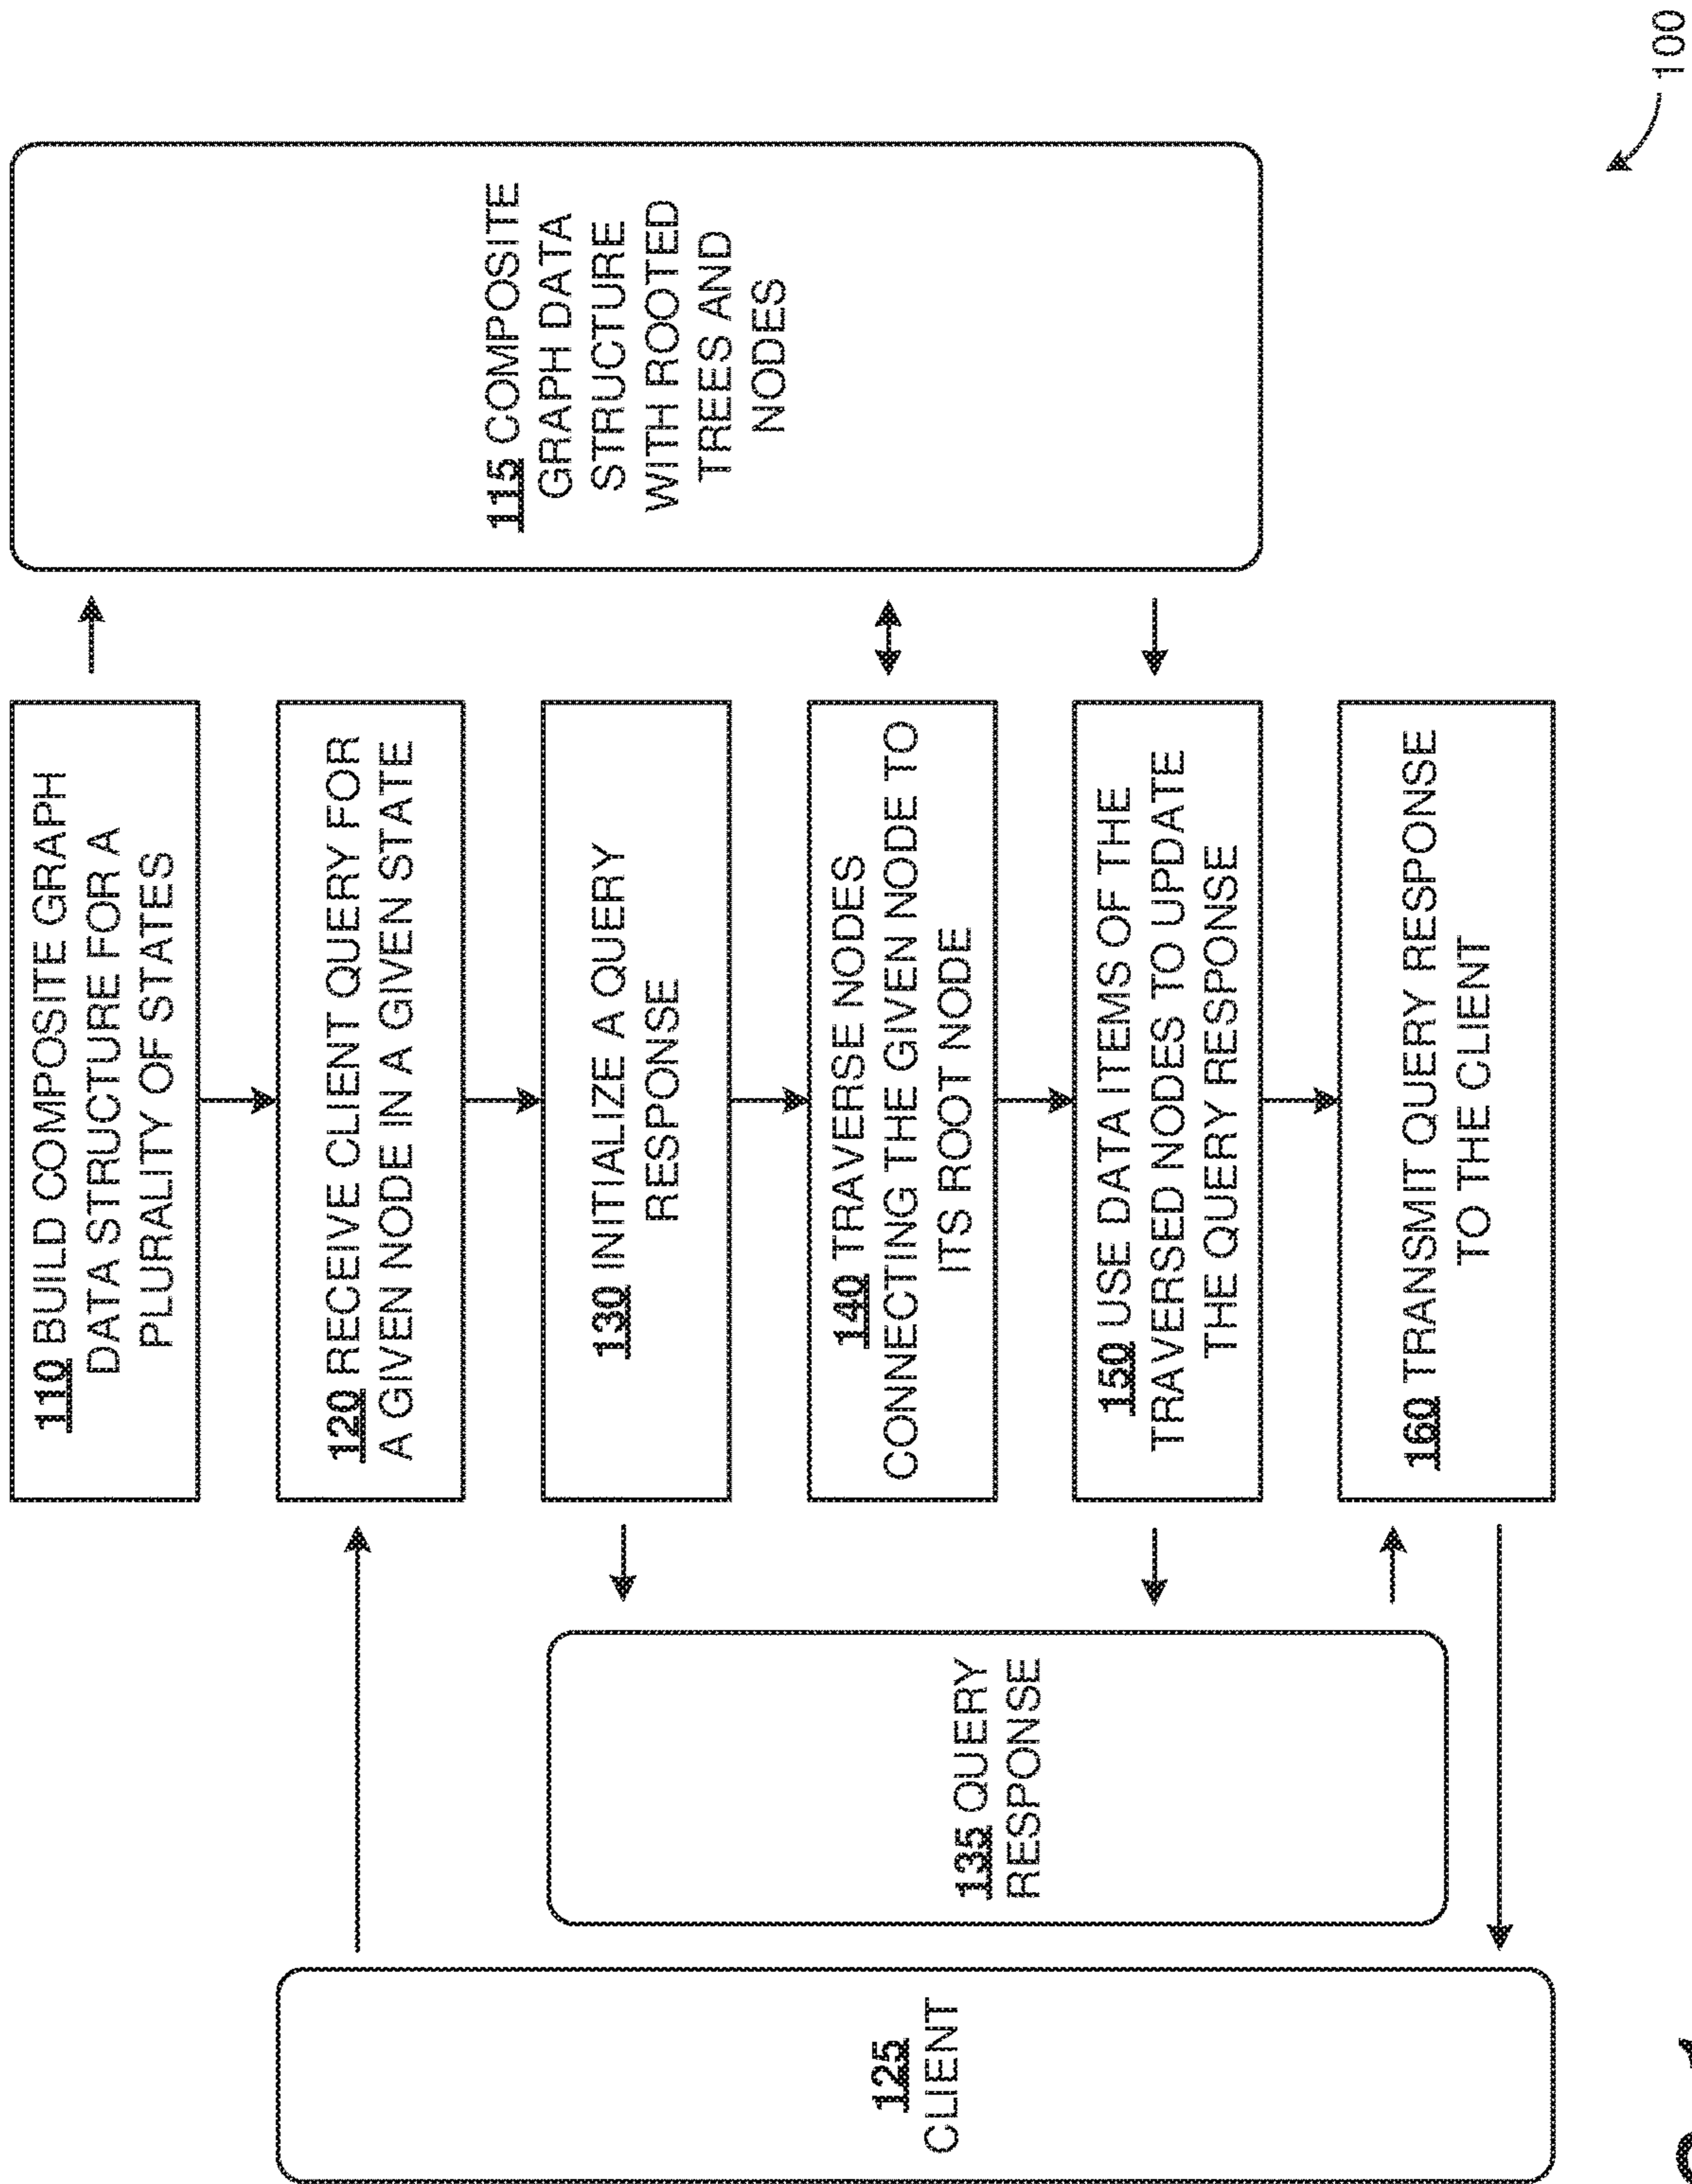 110 BUILD COMPOSITE GRAPH
DATA STRUCTURE FOR A
PLURALITY OF STATES
120 RECEIVE CLIENT QUERY FOR
A GIVEN NODE IN A GIVEN STATE
130 INITIALIZE A QUERY
RESPONSE
140 TRAVERSE NODES
CONNECTING THE GIVEN NODE TO
ITS ROOT NODE
150 USE DATA ITEMS OF THE
TRAVERSED NODES TO UPDATE
THE QUERY RESPONSE
160 TRANSMIT QUERY RESPONSE
TO THE CLIENT
125
CLIENT
135 QUERY
RESPONSE
115 COMPOSITE
GRAPH DATA
STRUCTURE
WITH ROOTED
TREES AND
NODES
100